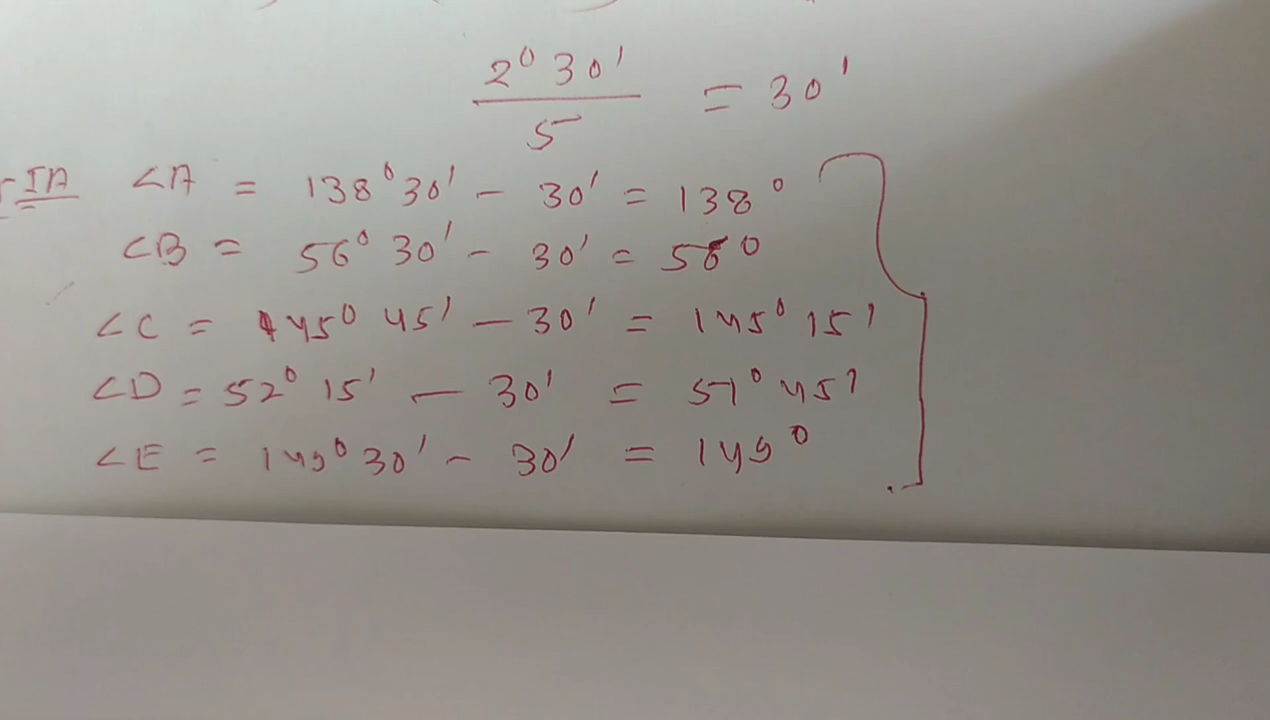 2° 30'
5
= 30'
IA ∠A = 138° 30' - 30' = 138°
∠B = 56° 30' - 30' = 56°
∠C = 145° 45' - 30' = 145° 15'
∠D = 52° 15' - 30' = 51° 45'
∠E = 149° 30' - 30' = 149°